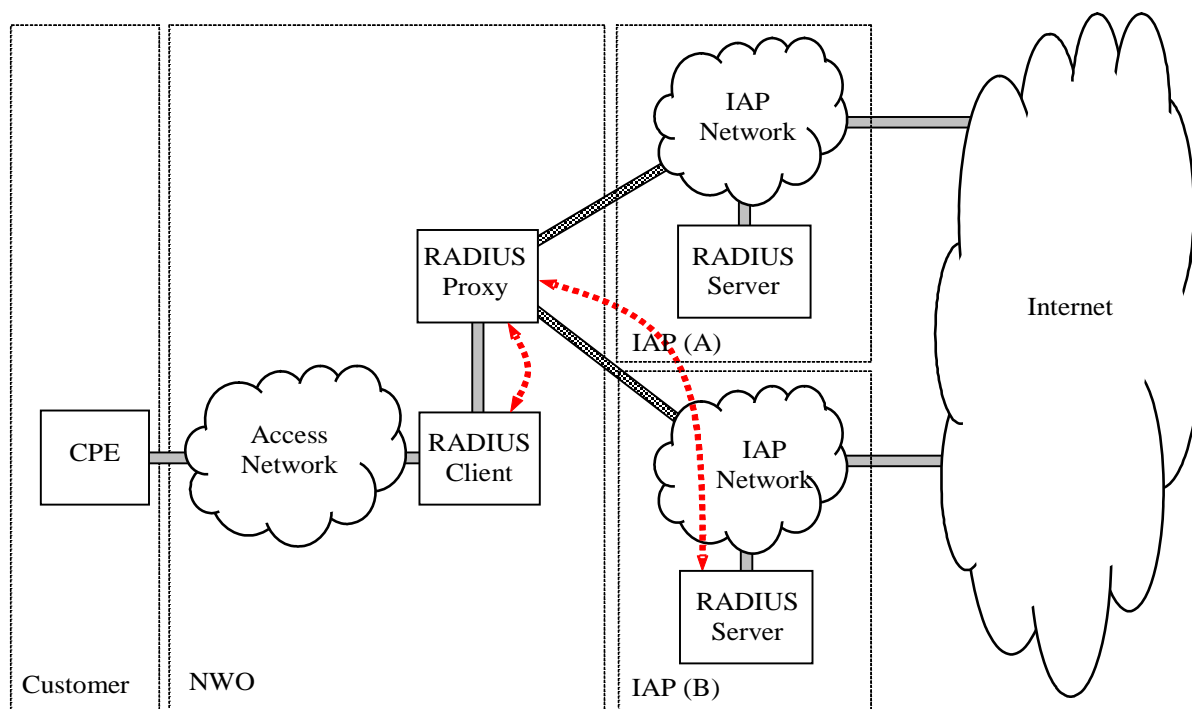 IAP
Network
RADIUS
Proxy
RADIUS
Server
Internet
IAP (A)
CPE
Access
Network
RADIUS
Client
IAP
Network
RADIUS
Server
Customer
NWO
IAP (B)